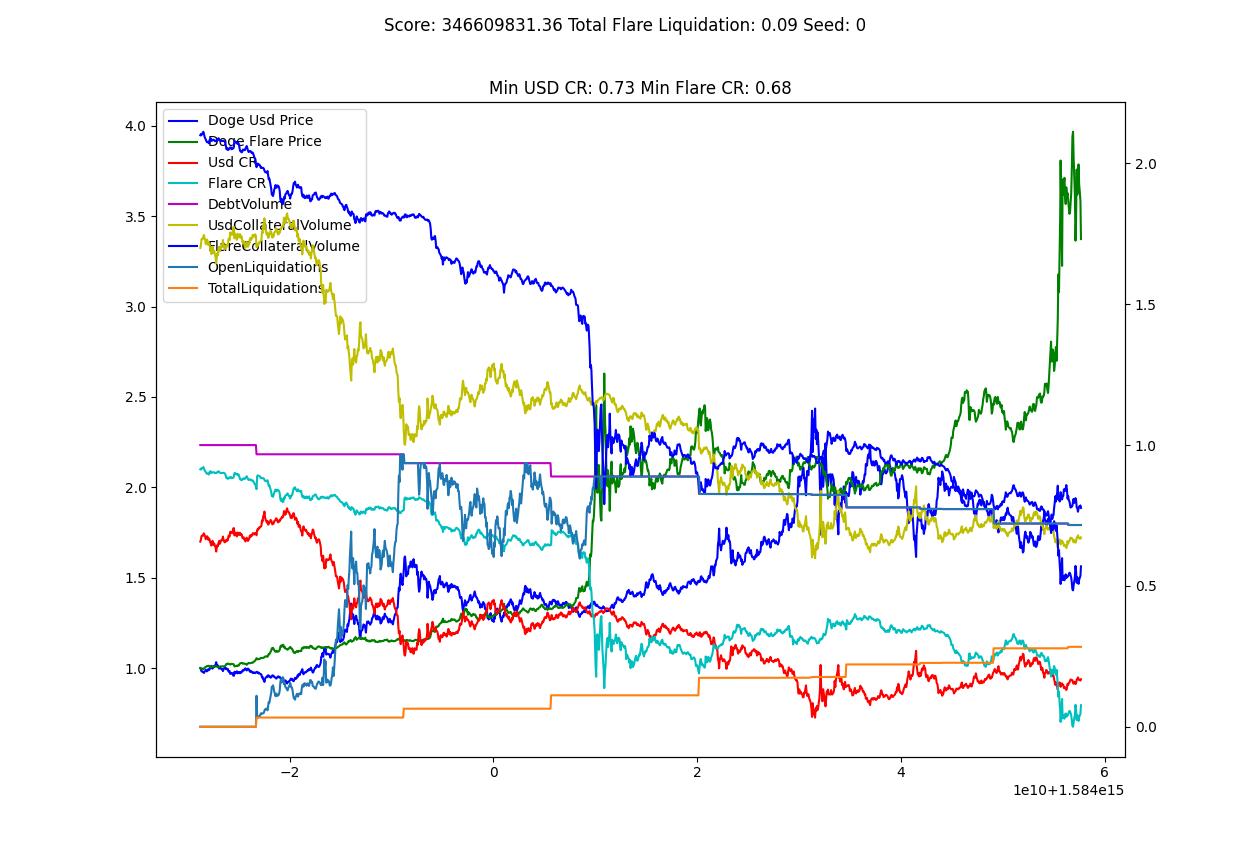 Score: 346609831.36 Total Flare Liquidation: 0.09 Seed: 0
Min USD CR: 0.73 Min Flare CR: 0.68
Doge Usd Price
Doge Flare Price
Usd CR
Flare CR
DebtVolume
UsdCollateralVolume
FlareCollateralVolume
OpenLiquidations
TotalLiquidations
4.0
3.5
3.0
2.5
2.0
1.5
1.0
2.0
1.5
1.0
0.5
0.0
−2
0
2
4
6
1e10+1.584e15